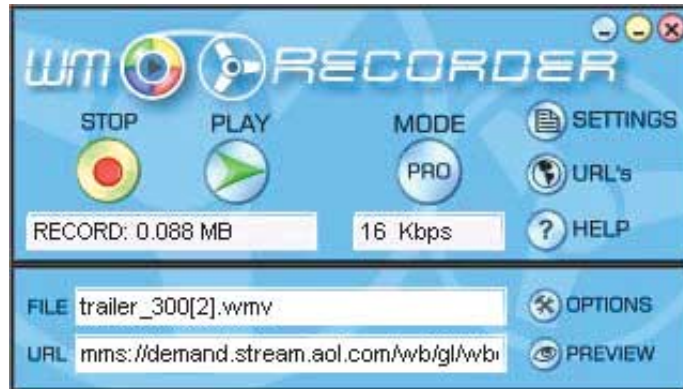 WM RECORDER
STOP PLAY MODE SETTINGS
PRO URL's
RECORD: 0.088 MB 16 Kbps ? HELP
FILE trailer_300[2].wmv OPTIONS
URL mms://demand.stream.aol.com/wb/gl/wb PREVIEW